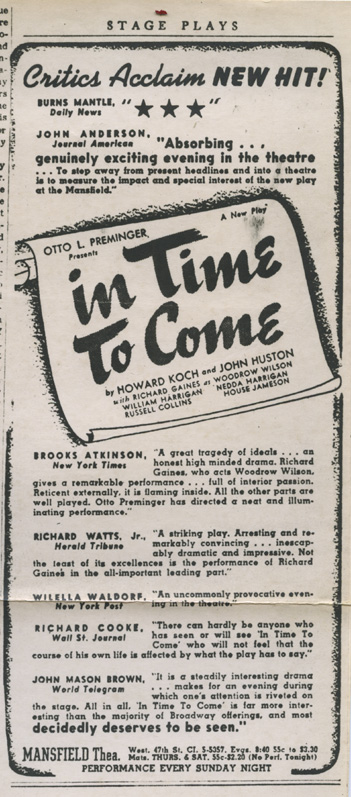 STAGE PLAYS
Critics Acclaim NEW HIT!
BURNS MANTLE, "★★★"
Daily News
JOHN ANDERSON, "Absorbing . . .
Journal American
genuinely exciting evening in the theatre
. . . To step away from present headlines and into a theatre
is to measure the impact and special interest of the new play
at the Mansfield."
A New Play
OTTO L. PREMINGER
Presents
in Time
To Come
by HOWARD KOCH and JOHN HUSTON
with RICHARD GAINES as WOODROW WILSON
WILLIAM HARRIGAN NEDDA HARRIGAN
RUSSELL COLLINS HOUSE JAMESON
BROOKS ATKINSON, "A great tragedy of ideals . . . an
New York Times honest high minded drama. Richard
Gaines, who acts Woodrow Wilson,
gives a remarkable performance . . . full of interior passion.
Reticent externally, it is flaming inside. All the other parts are
well played. Otto Preminger has directed a neat and illum-
inating performance."
RICHARD WATTS, Jr., "A striking play. Arresting and re-
Herald Tribune markably convincing . . . inescap-
ably dramatic and impressive. Not
the least of its excellences is the performance of Richard
Gaines in the all-important leading part."
WILELLA WALDORF, "An uncommonly provocative even-
New York Post ing in the theatre."
RICHARD COOKE, "There can hardly be anyone who
Wall St. Journal has seen or will see 'In Time To
Come' who will not feel that the
course of his own life is affected by what the play has to say."
JOHN MASON BROWN, "It is a steadily interesting drama
World Telegram . . . makes for an evening during
which one's attention is riveted on
the stage. All in all, 'In Time To Come' is far more inter-
esting than the majority of Broadway offerings, and most
decidedly deserves to be seen."
MANSFIELD Thea. West. 47th St. CI. 5-5357. Evgs. 8:40 55c to $3.30
Mats. THURS. & SAT. 55c-$2.20 (No Perf. Tonight)
PERFORMANCE EVERY SUNDAY NIGHT